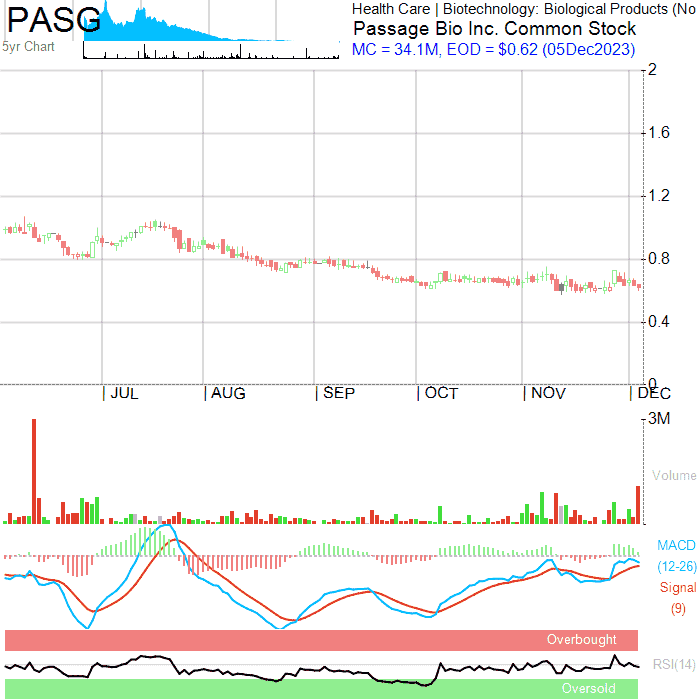 PASG
5yr Chart
Health Care | Biotechnology: Biological Products (No
Passage Bio Inc. Common Stock
MC = 34.1M, EOD = $0.62 (05Dec2023)
2
1.6
1.2
0.8
0.4
0
| JUL | AUG | SEP | OCT | NOV | DEC
3M
Volume
MACD
(12-26)
Signal
(9)
Overbought
RSI(14)
Oversold